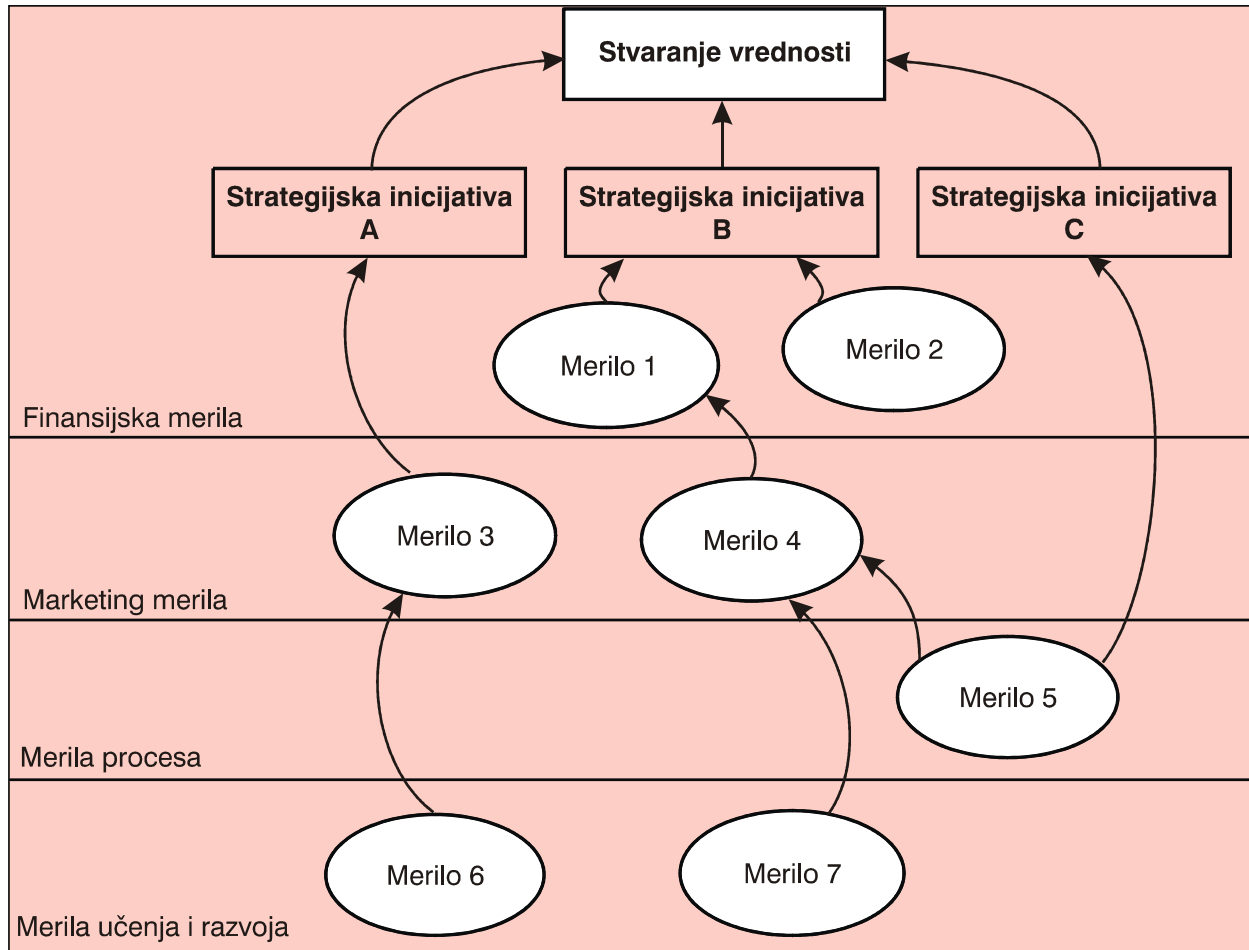 Stvaranje vrednosti
Strategijska inicijativa
A
Strategijska inicijativa
B
Strategijska inicijativa
C
Merilo 1
Merilo 2
Finansijska merila
Merilo 3
Merilo 4
Marketing merila
Merilo 5
Merila procesa
Merilo 6
Merilo 7
Merila učenja i razvoja